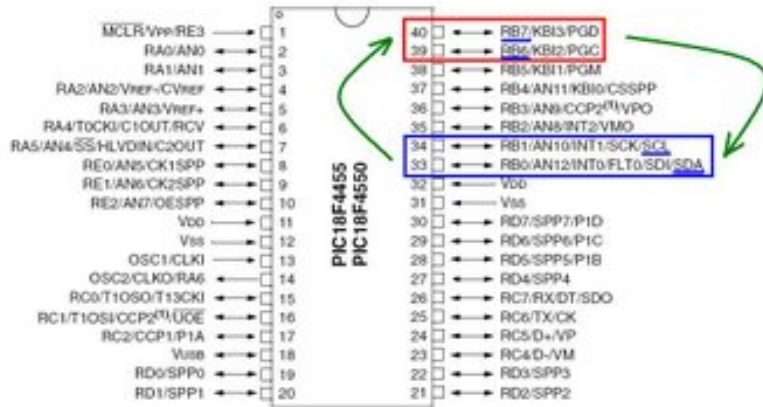 MCLR/VPP/RE3 1
RA0/AN0 2
RA1/AN1 3
RA2/AN2/VREF-/CVREF 4
RA3/AN3/VREF+ 5
RA4/T0CKI/C1OUT/RCV 6
RA5/AN4/SS/HLVDIN/C2OUT 7
RE0/AN5/CK1SPP 8
RE1/AN6/CK2SPP 9
RE2/AN7/OESPP 10
VDD 11
VSS 12
OSC1/CLKI 13
OSC2/CLKO/RA6 14
RC0/T1OSO/T13CKI 15
RC1/T1OSI/CCP2(1)/UOE 16
RC2/CCP1/P1A 17
VUSB 18
RD0/SPP0 19
RD1/SPP1 20
PIC18F4455
PIC18F4550
40 RB7/KBI3/PGD
39 RB6/KBI2/PGC
38 RB5/KBI1/PGM
37 RB4/AN11/KBI0/CSSPP
36 RB3/AN9/CCP2(1)/VPO
35 RB2/AN8/INT2/VMO
34 RB1/AN10/INT1/SCK/SCL
33 RB0/AN12/INT0/FLT0/SDI/SDA
32 VDD
31 VSS
30 RD7/SPP7/P1D
29 RD6/SPP6/P1C
28 RD5/SPP5/P1B
27 RD4/SPP4
26 RC7/RX/DT/SDO
25 RC6/TX/CK
24 RC5/D+/VP
23 RC4/D-/VM
22 RD3/SPP3
21 RD2/SPP2